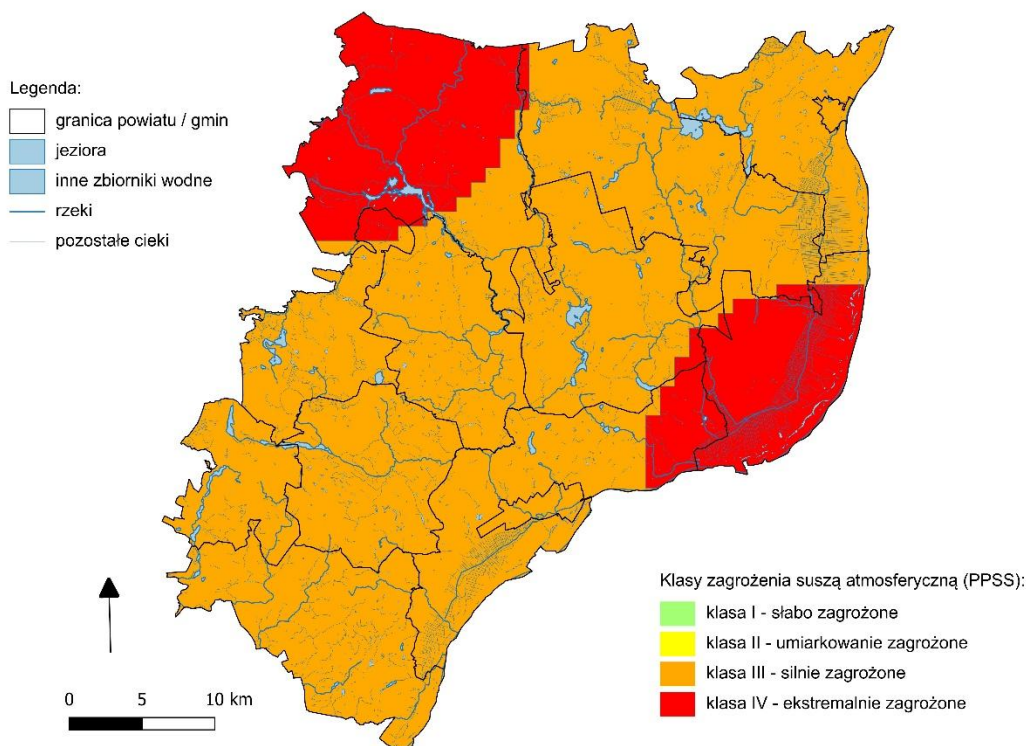 Legenda:
granica powiatu / gmin
jeziora
inne zbiorniki wodne
rzeki
pozostałe cieki
0 5 10 km
Klasy zagrożenia suszą atmosferyczną (PPSS):
klasa I - słabo zagrożone
klasa II - umiarkowanie zagrożone
klasa III - silnie zagrożone
klasa IV - ekstremalnie zagrożone